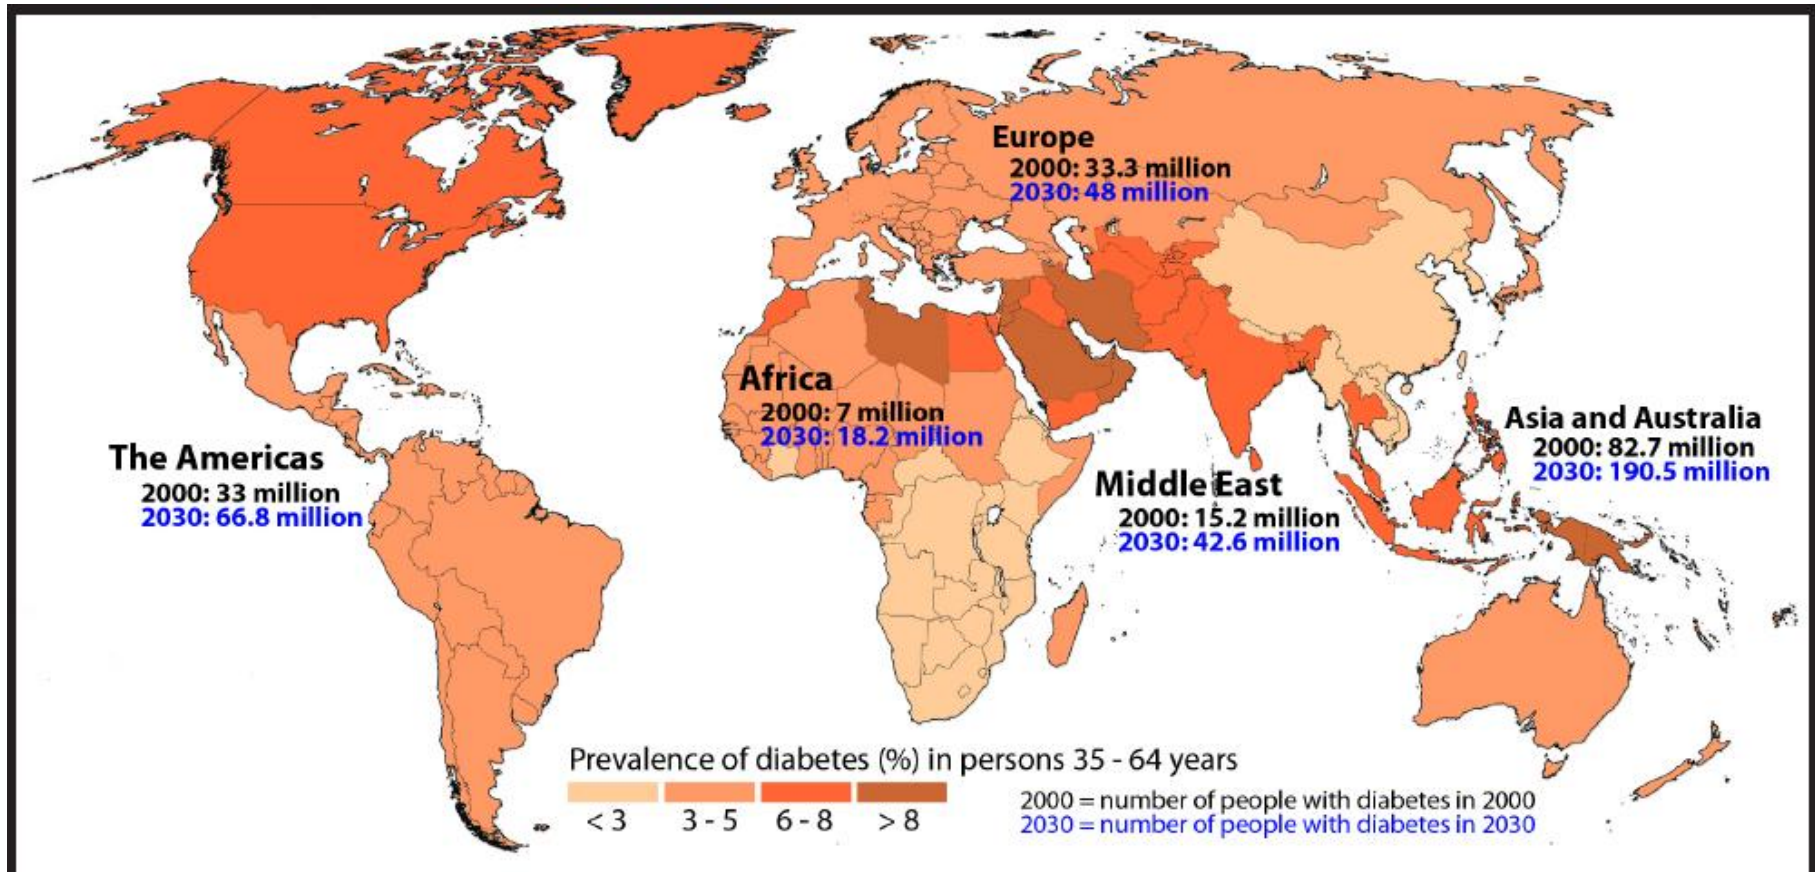 Europe
2000: 33.3 million
2030: 48 million
Africa
2000: 7 million
2030: 18.2 million
The Americas
2000: 33 million
2030: 66.8 million
Asia and Australia
2000: 82.7 million
2030: 190.5 million
Middle East
2000: 15.2 million
2030: 42.6 million
Prevalence of diabetes (%) in persons 35 - 64 years
< 3 3 - 5 6 - 8 > 8
2000 = number of people with diabetes in 2000
2030 = number of people with diabetes in 2030